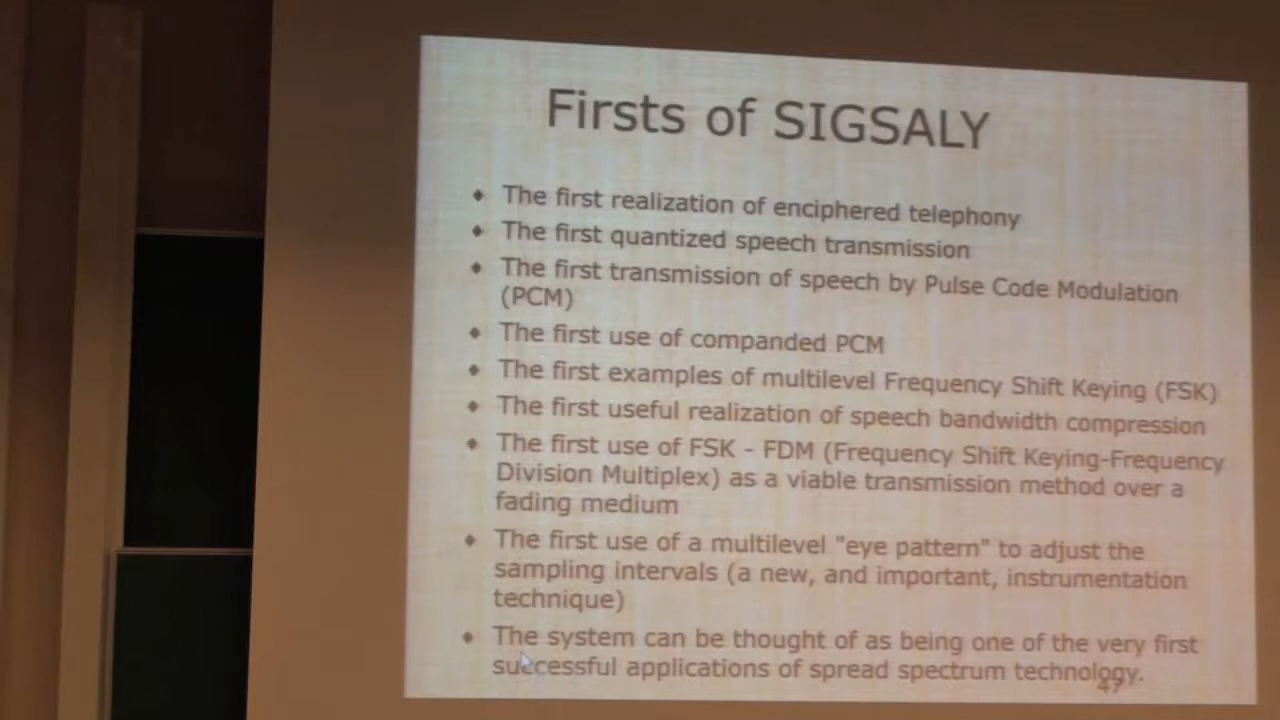 Firsts of SIGSALY
♦ The first realization of enciphered telephony
♦ The first quantized speech transmission
♦ The first transmission of speech by Pulse Code Modulation
(PCM)
♦ The first use of companded PCM
♦ The first examples of multilevel Frequency Shift Keying (FSK)
♦ The first useful realization of speech bandwidth compression
♦ The first use of FSK - FDM (Frequency Shift Keying-Frequency
Division Multiplex) as a viable transmission method over a
fading medium
♦ The first use of a multilevel "eye pattern" to adjust the
sampling intervals (a new, and important, instrumentation
technique)
♦ The system can be thought of as being one of the very first
successful applications of spread spectrum technology.
47